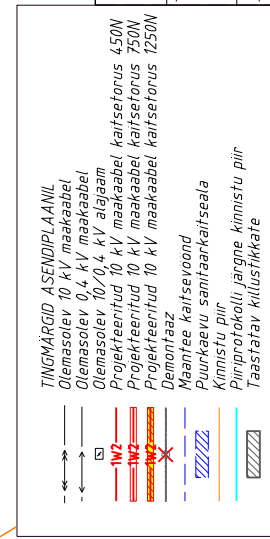 TINGMÄRGID ASENDIPLAANIL
Olemasolev 10 kV maakaabel
Olemasolev 0,4 kV maakaabel
Olemasolev 10/0,4 kV alajaam
1W2 Projekteeritud 10 kV maakaabel kaitsetorus 450N
1W2 Projekteeritud 10 kV maakaabel kaitsetorus 750N
1W2 Projekteeritud 10 kV maakaabel kaitsetorus 1250N
Demontaaz
Maantee kaitsevöönd
Puurkaevu sanitaarkaitseala
Kinnistu piir
Piiriprotokolli järgne kinnistu piir
Taastatav killustikkate